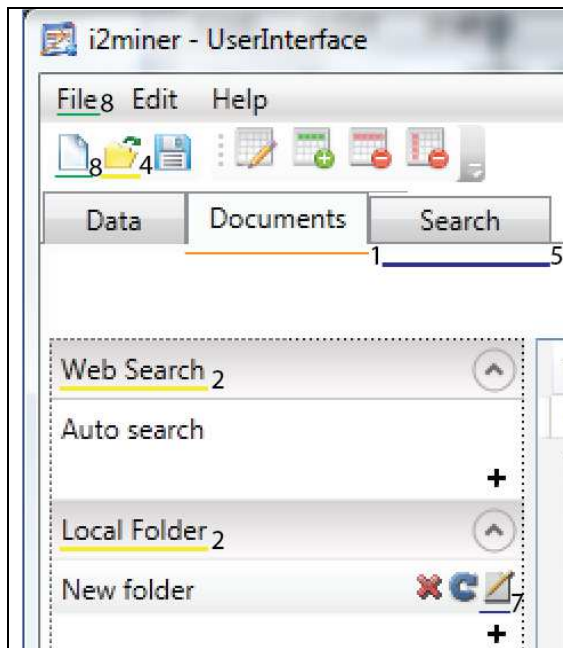 i2miner - UserInterface
File8 Edit Help
8 4
Data Documents Search
1 5
Web Search 2
Auto search
+
Local Folder 2
New folder 7
+